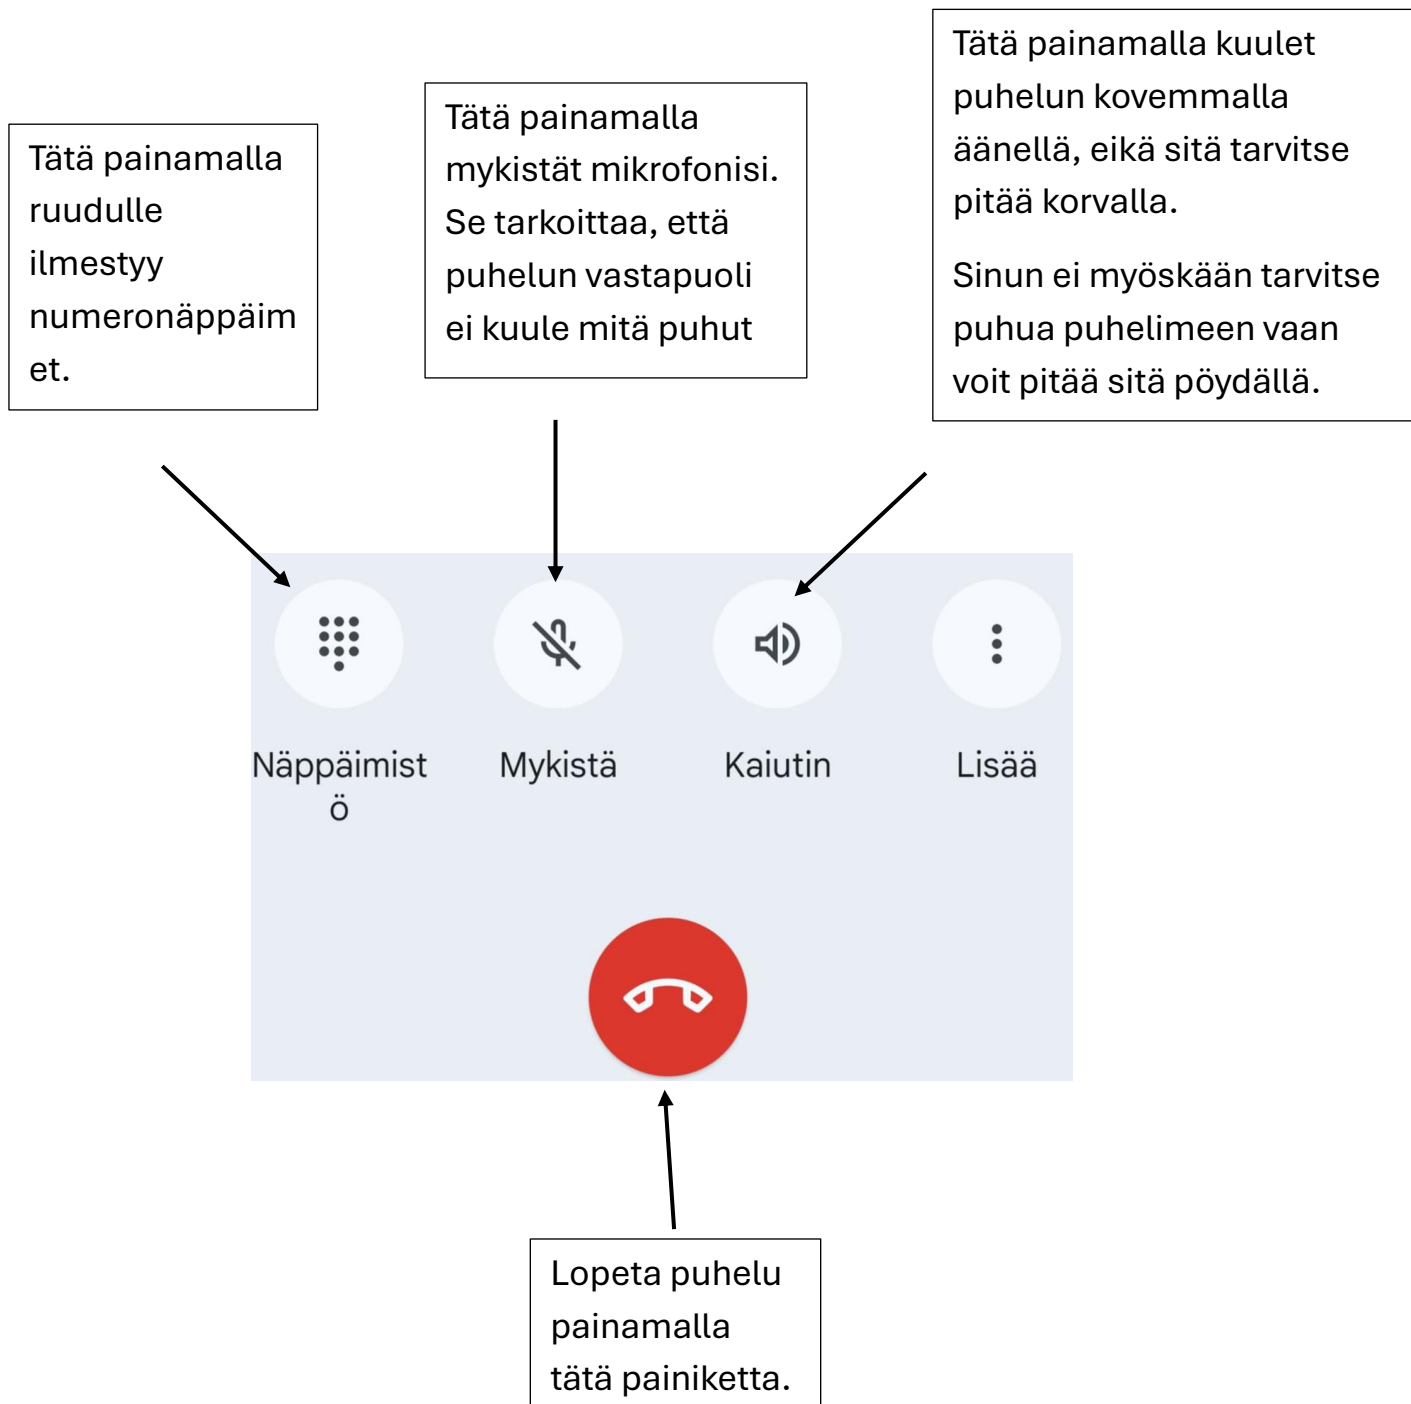 Tätä painamalla
ruudulle
ilmestyy
numeronäppäim
et.
Tätä painamalla
mykistät mikrofonisi.
Se tarkoittaa, että
puhelun vastapuoli
ei kuule mitä puhut
Tätä painamalla kuulet
puhelun kovemmalla
äänellä, eikä sitä tarvitse
pitää korvalla.
Sinun ei myöskään tarvitse
puhua puhelimeen vaan
voit pitää sitä pöydällä.
Näppäimist
ö
Mykistä
Kaiutin
Lisää
Lopeta puhelu
painamalla
tätä painiketta.